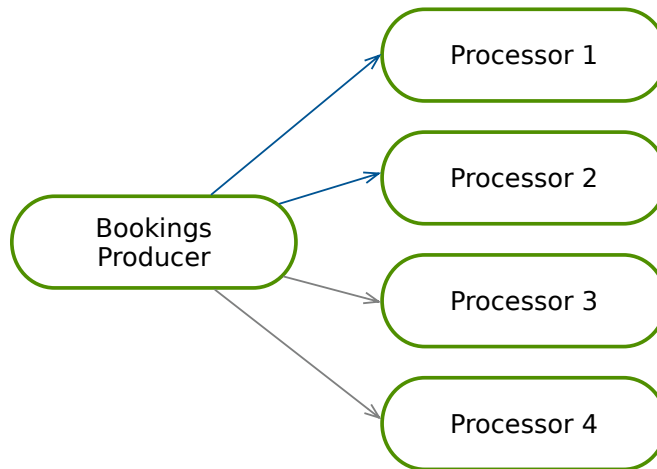 Processor 1
Processor 2
Bookings
Producer
Processor 3
Processor 4